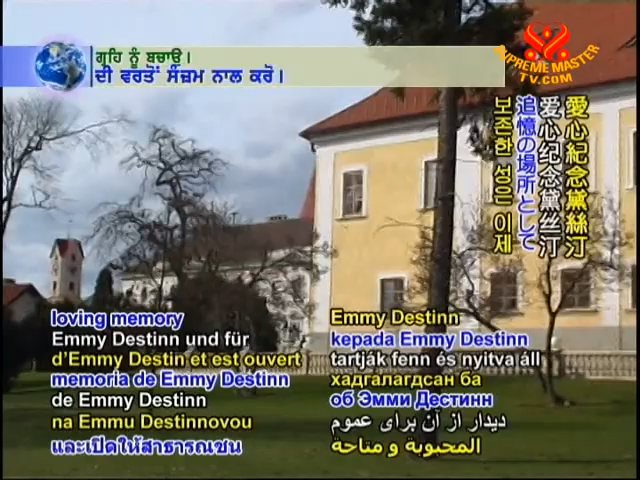 ਗ੍ਰਹਿ ਨੂੰ ਬਚਾਓ।
ਦੀ ਵਰਤੋਂ ਸੰਜ਼ਮ ਨਾਲ ਕਰੋ।
SUPREME MASTER
TV.COM
愛心紀念黛絲汀
爱心纪念黛丝汀
追憶の場所として
보존한 성은 이제
loving memory
Emmy Destinn und für
d'Emmy Destin et est ouvert
memoria de Emmy Destinn
de Emmy Destinn
na Emmu Destinnovou
และเปิดให้สาธารณชน
Emmy Destinn
kepada Emmy Destinn
tartják fenn és nyitva áll
хадгалагдсан ба
об Эмми Дестинн
دیدار از آن برای عموم
المحبوبة و متاحة